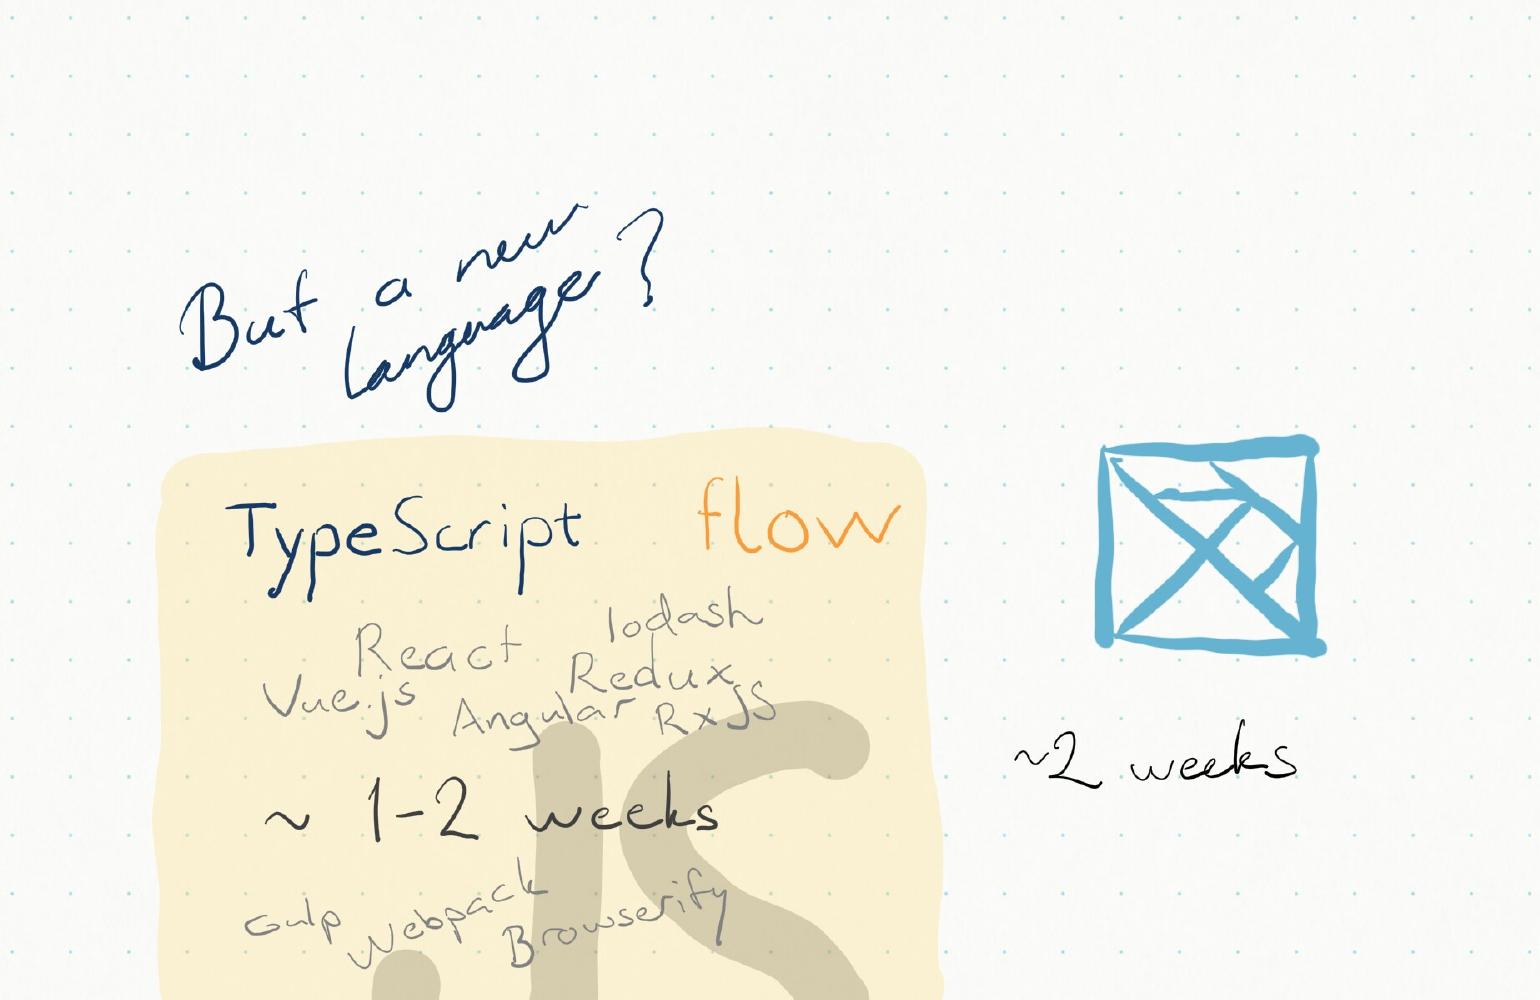 But a new
language?
TypeScript flow
React lodash
Vue.js Redux
Angular RxJS
~ 1-2 weeks
~2 weeks
Gulp Webpack
Browserify
.JS